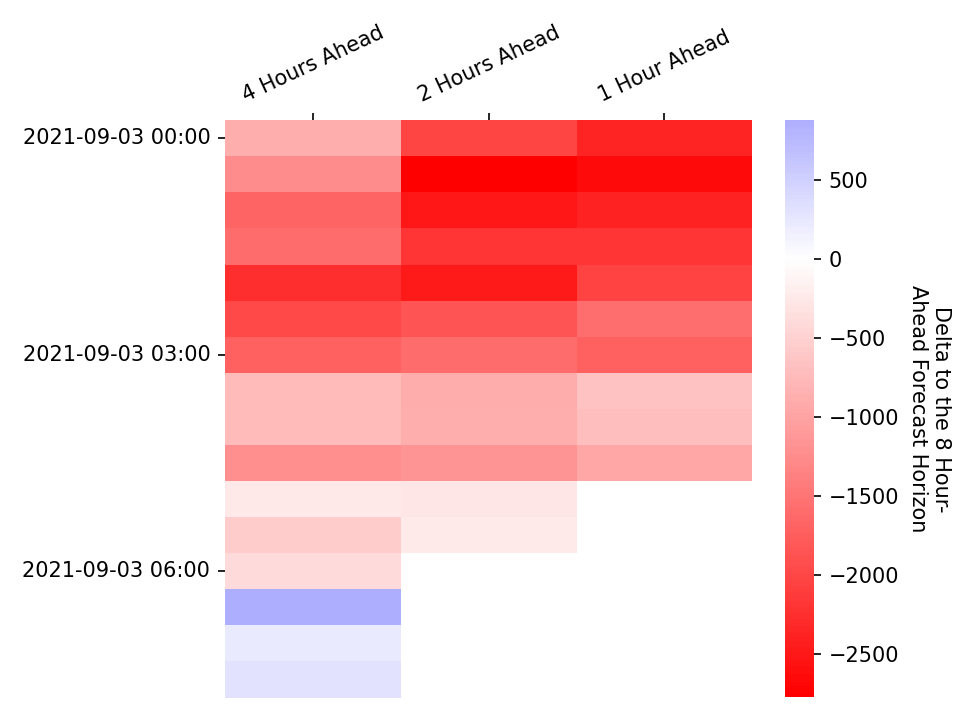 4 Hours Ahead
2 Hours Ahead
1 Hour Ahead
2021-09-03 00:00
2021-09-03 03:00
2021-09-03 06:00
500
0
−500
−1000
−1500
−2000
−2500
Delta to the 8 Hour-
Ahead Forecast Horizon